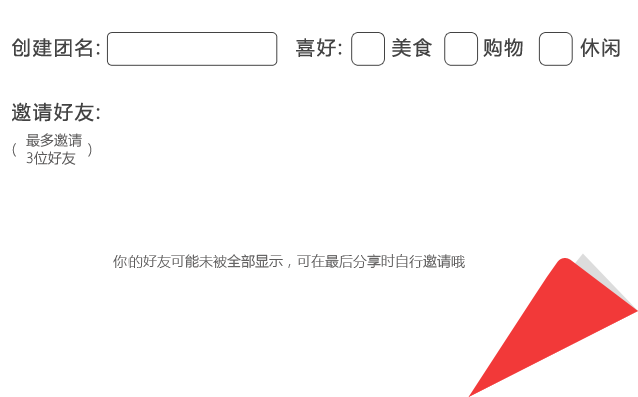 创建团名: 喜好: 美食 购物 休闲
邀请好友:
( 最多邀请
3位好友 )
你的好友可能未被全部显示，可在最后分享时自行邀请哦